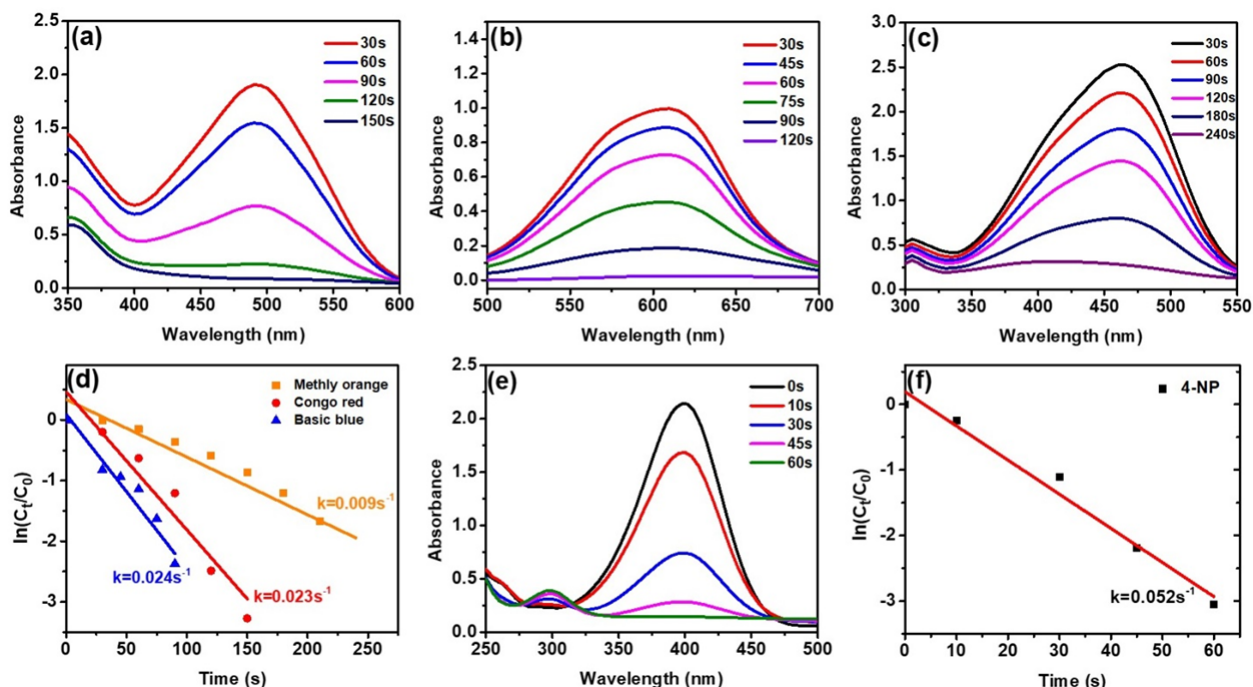 (a)
2.5
2.0
1.5
1.0
0.5
0.0
350 400 450 500 550 600
Absorbance
Wavelength (nm)
30s
60s
90s
120s
150s
(b)
1.4
1.2
1.0
0.8
0.6
0.4
0.2
0.0
500 550 600 650 700
Absorbance
Wavelength (nm)
30s
45s
60s
75s
90s
120s
(c)
3.0
2.5
2.0
1.5
1.0
0.5
0.0
300 350 400 450 500 550
Absorbance
Wavelength (nm)
30s
60s
90s
120s
180s
240s
(d)
0
-1
-2
-3
0 50 100 150 200 250
ln(Ct/C0)
Time (s)
Methly orange
Congo red
Basic blue
k=0.009s-1
k=0.024s-1
k=0.023s-1
(e)
2.5
2.0
1.5
1.0
0.5
0.0
250 300 350 400 450 500
Absorbance
Wavelength (nm)
0s
10s
30s
45s
60s
(f)
0
-1
-2
-3
0 10 20 30 40 50 60
ln(Ct/C0)
Time (s)
4-NP
k=0.052s-1